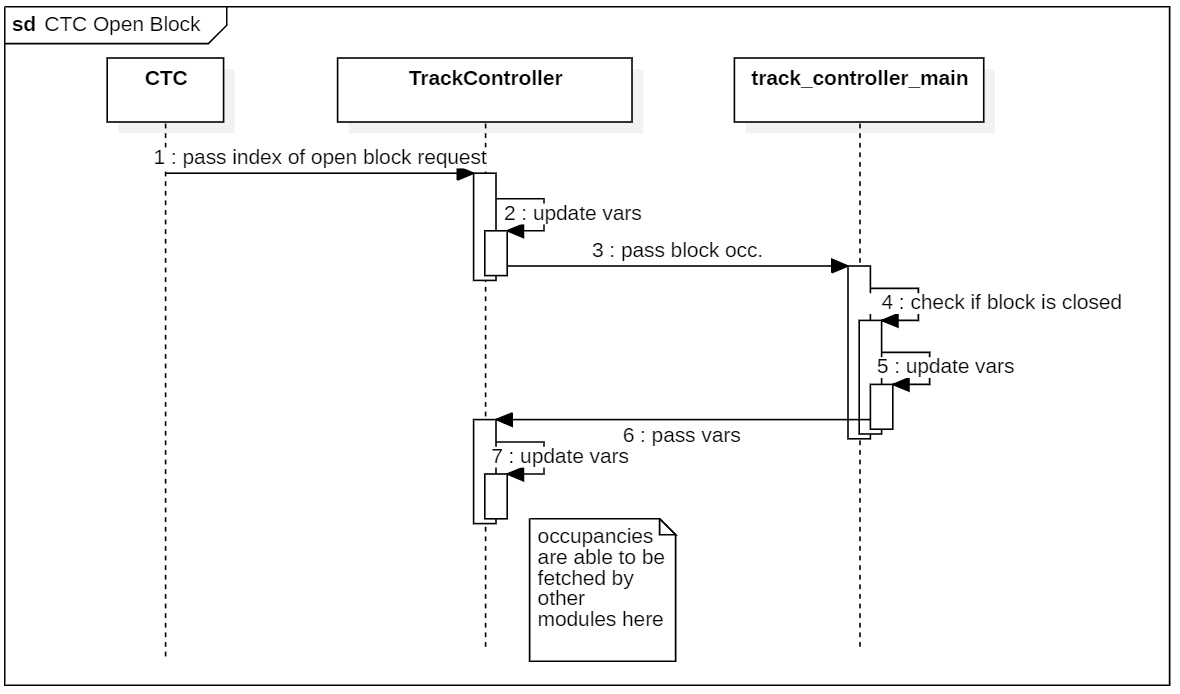 sd CTC Open Block
CTC
TrackController
track_controller_main
1 : pass index of open block request
2 : update vars
3 : pass block occ.
4 : check if block is closed
5 : update vars
6 : pass vars
7 : update vars
occupancies
are able to be
fetched by
other
modules here